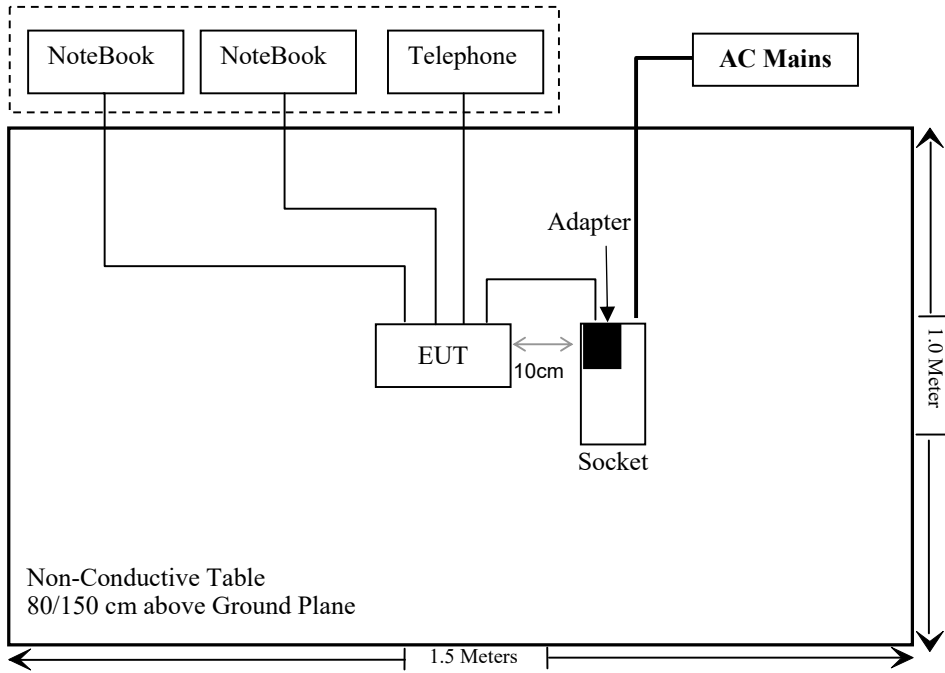 NoteBook
NoteBook
Telephone
AC Mains
Adapter
EUT
10cm
Socket
1.0 Meter
Non-Conductive Table
80/150 cm above Ground Plane
1.5 Meters